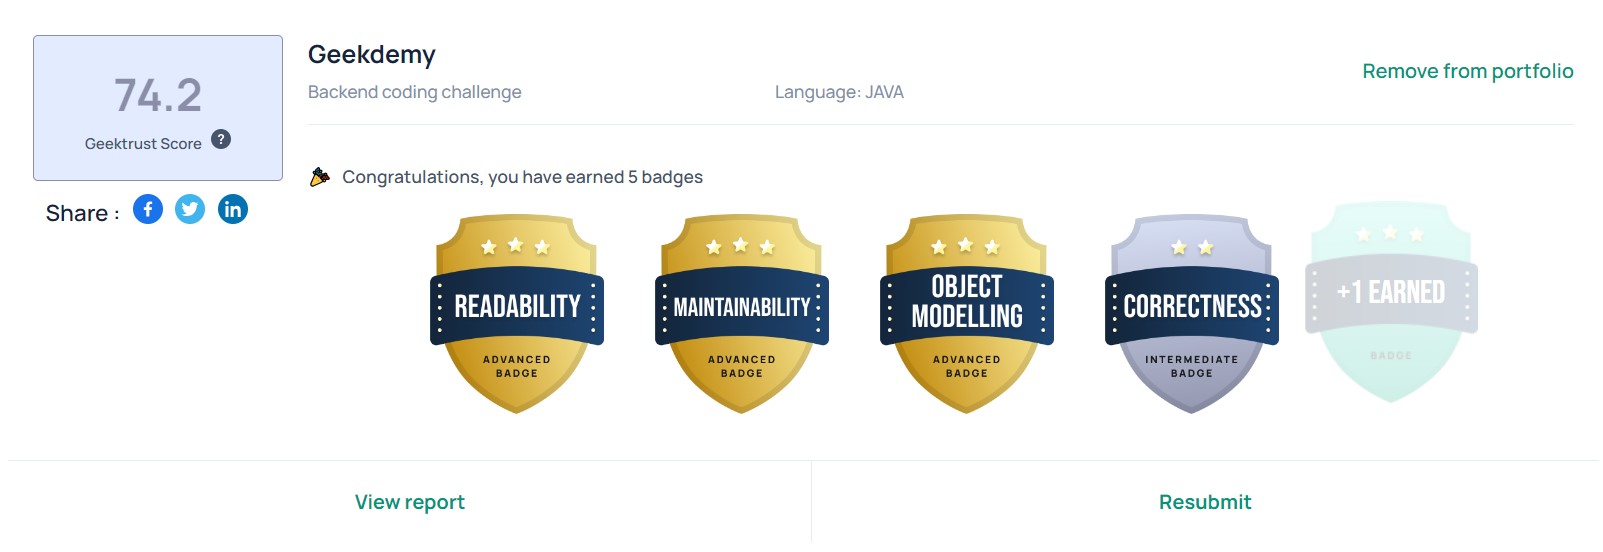 74.2
Geektrust Score ?
Share :
Geekdemy
Backend coding challenge
Language: JAVA
Remove from portfolio
Congratulations, you have earned 5 badges
READABILITY
ADVANCED
BADGE
MAINTAINABILITY
ADVANCED
BADGE
OBJECT
MODELLING
ADVANCED
BADGE
CORRECTNESS
INTERMEDIATE
BADGE
+1 EARNED
BADGE
View report
Resubmit